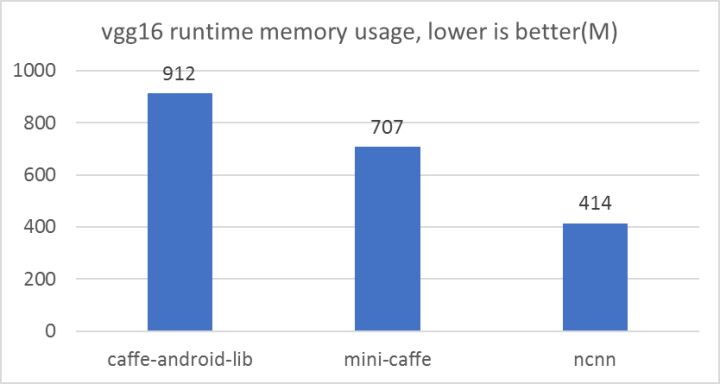 vgg16 runtime memory usage, lower is better(M)
1000
912
800
707
600
414
400
200
0
caffe-android-lib
mini-caffe
ncnn